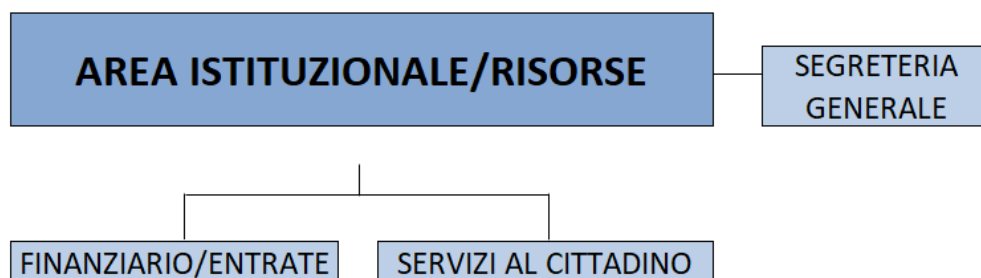 AREA ISTITUZIONALE/RISORSE
SEGRETERIA
GENERALE
FINANZIARIO/ENTRATE
SERVIZI AL CITTADINO